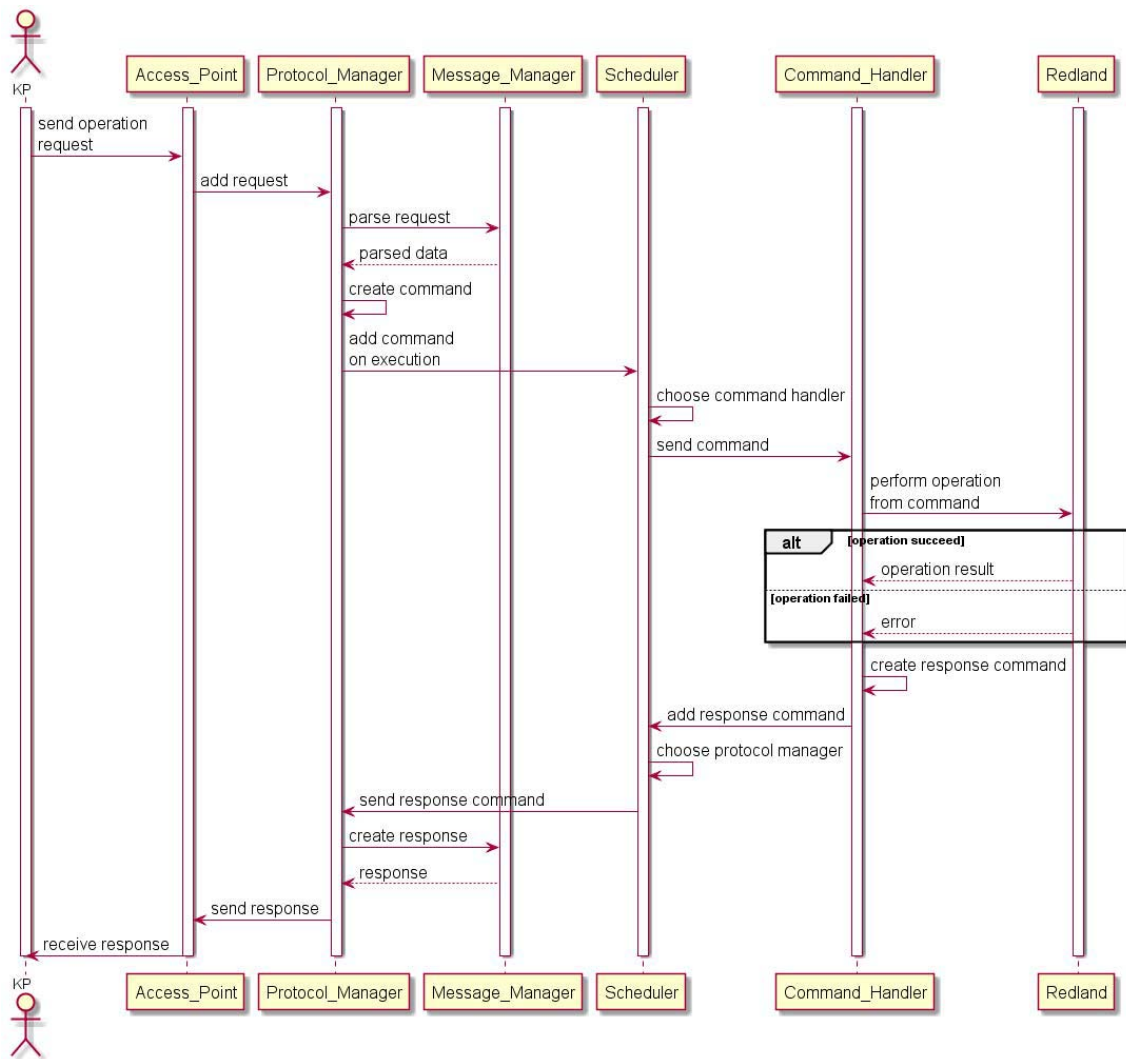 KP
Access_Point
Protocol_Manager
Message_Manager
Scheduler
Command_Handler
Redland
send operation
request
add request
parse request
parsed data
create command
add command
on execution
choose command handler
send command
perform operation
from command
alt
[operation succeed]
operation result
[operation failed]
error
create response command
add response command
choose protocol manager
send response command
create response
response
send response
receive response
KP
Access_Point
Protocol_Manager
Message_Manager
Scheduler
Command_Handler
Redland